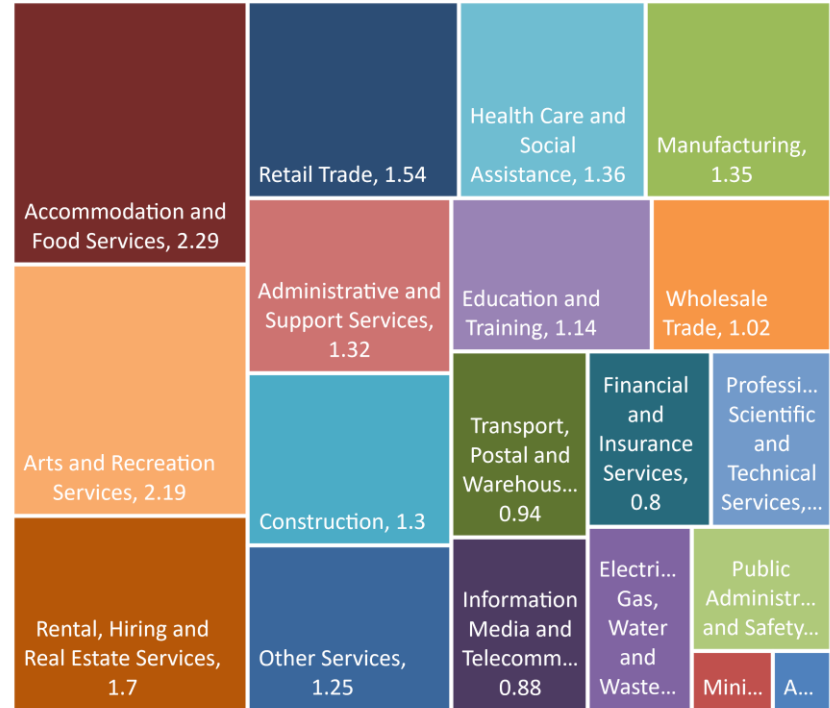 Accommodation and
Food Services, 2.29
Arts and Recreation
Services, 2.19
Rental, Hiring and
Real Estate Services,
1.7
Retail Trade, 1.54
Health Care and
Social
Assistance, 1.36
Manufacturing,
1.35
Administrative and
Support Services,
1.32
Construction, 1.3
Other Services,
1.25
Education and
Training, 1.14
Wholesale
Trade, 1.02
Transport,
Postal and
Warehous...
0.94
Information
Media and
Telecomm...
0.88
Financial
and
Insurance
Services,
0.8
Professi...
Scientific
and
Technical
Services,...
Electri...
Gas,
Water
and
Waste...
Public
Administr...
and Safety...
Mini...
A...